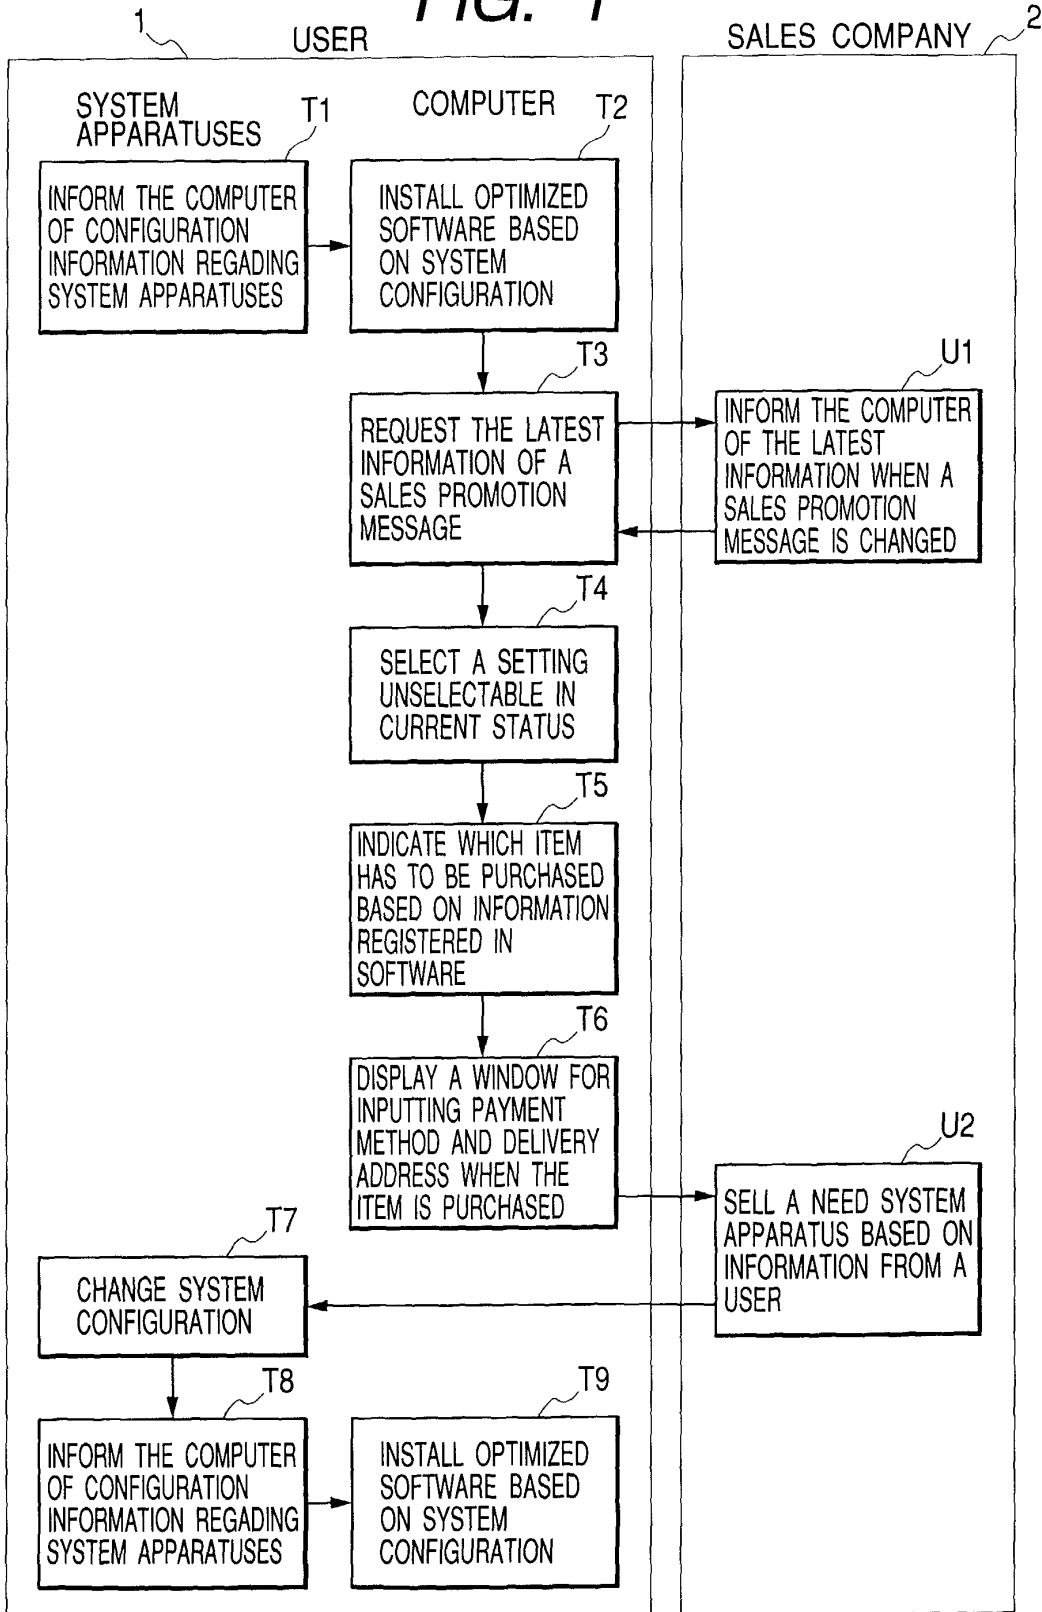 FIG. 1
1
USER
SALES COMPANY
2
SYSTEM
APPARATUSES
T1
COMPUTER
T2
INFORM THE COMPUTER
OF CONFIGURATION
INFORMATION REGADING
SYSTEM APPARATUSES
INSTALL OPTIMIZED
SOFTWARE BASED
ON SYSTEM
CONFIGURATION
T3
REQUEST THE LATEST
INFORMATION OF A
SALES PROMOTION
MESSAGE
U1
INFORM THE COMPUTER
OF THE LATEST
INFORMATION WHEN A
SALES PROMOTION
MESSAGE IS CHANGED
T4
SELECT A SETTING
UNSELECTABLE IN
CURRENT STATUS
T5
INDICATE WHICH ITEM
HAS TO BE PURCHASED
BASED ON INFORMATION
REGISTERED IN
SOFTWARE
T6
DISPLAY A WINDOW FOR
INPUTTING PAYMENT
METHOD AND DELIVERY
ADDRESS WHEN THE
ITEM IS PURCHASED
U2
SELL A NEED SYSTEM
APPARATUS BASED ON
INFORMATION FROM A
USER
T7
CHANGE SYSTEM
CONFIGURATION
T8
INFORM THE COMPUTER
OF CONFIGURATION
INFORMATION REGADING
SYSTEM APPARATUSES
T9
INSTALL OPTIMIZED
SOFTWARE BASED
ON SYSTEM
CONFIGURATION